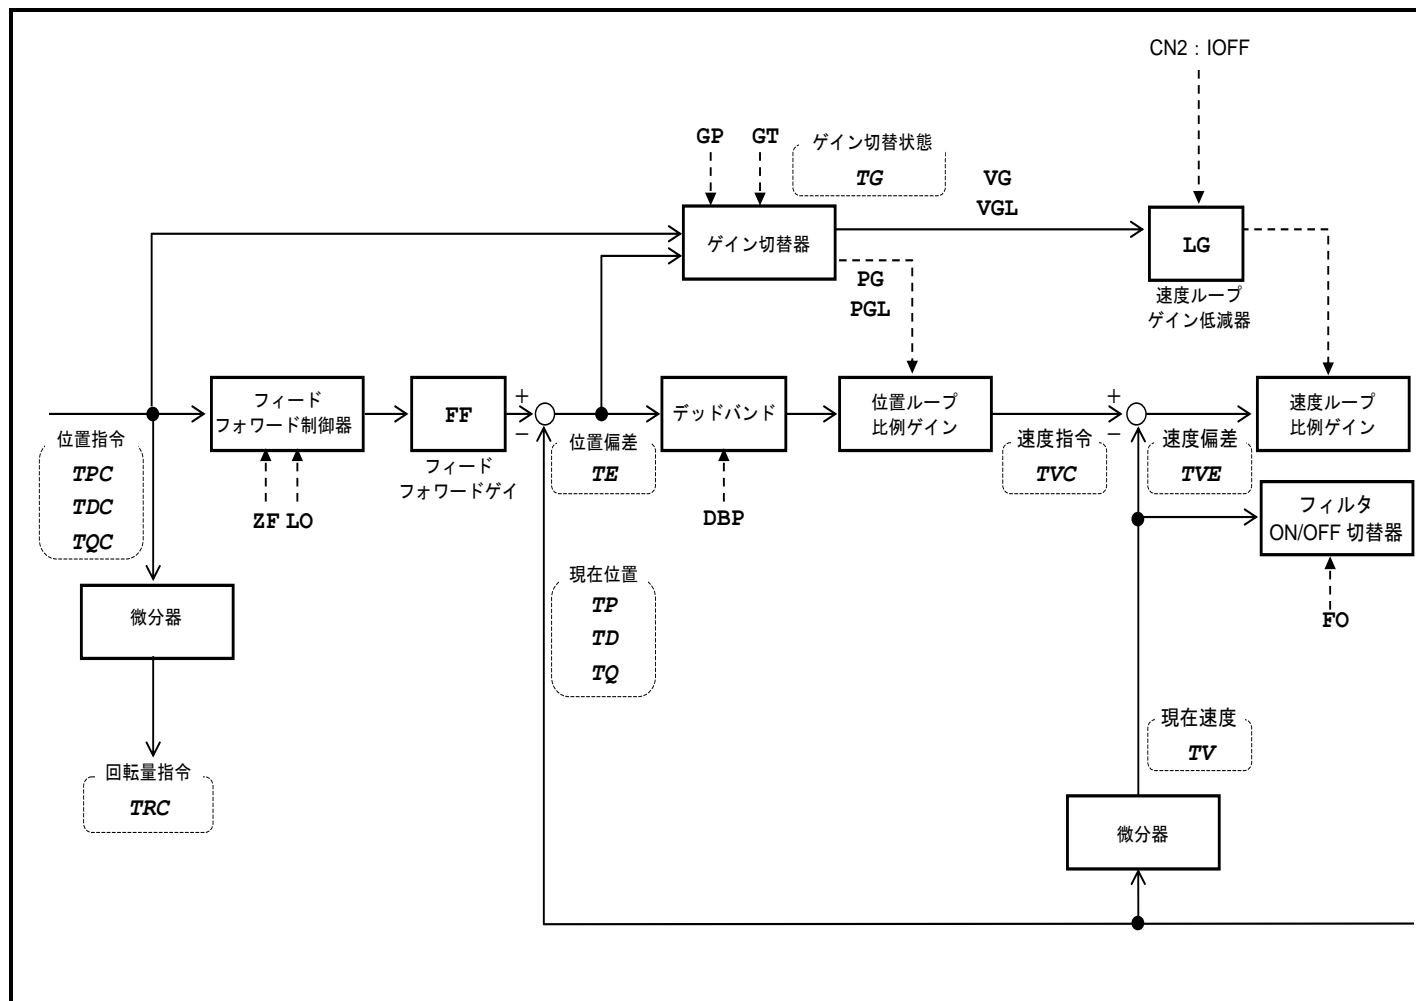 CN2：IOFF
GP
GT
ゲイン切替状態
TG
VG
VGL
ゲイン切替器
LG
PG
PGL
速度ループ
ゲイン低減器
フィード
フォワード制御器
FF
+
-
デッドバンド
位置ループ
比例ゲイン
+
-
速度ループ
比例ゲイン
位置指令
TPC
TDC
TQC
フィード
フォワードゲイ
位置偏差
TE
速度指令
TVC
速度偏差
TVE
ZF
LO
DBP
フィルタ
ON/OFF 切替器
現在位置
TP
TD
TQ
微分器
FO
現在速度
TV
回転量指令
TRC
微分器